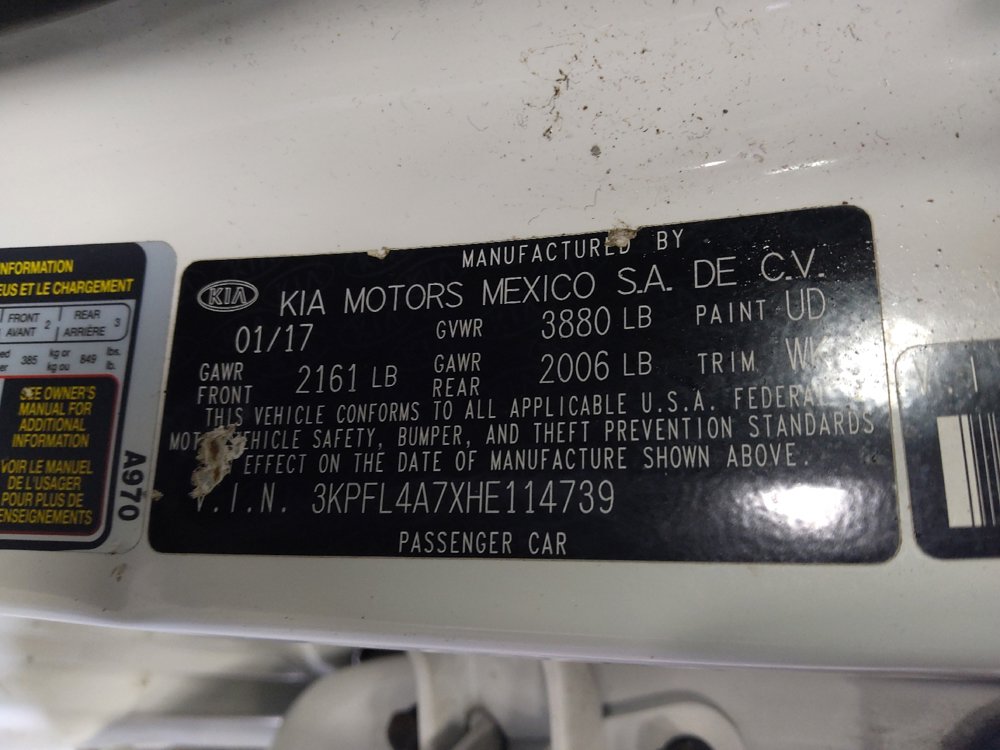 NFORMATION
EUS ET LE CHARGEMENT
FRONT 2
AVANT
REAR 3
ARRIÈRE
385 kg or
kg ou
849 lbs.
lb.
SEE OWNER'S
MANUAL FOR
ADDITIONAL
INFORMATION
VOIR LE MANUEL
DE L'USAGER
POUR PLUS DE
ENSEIGNEMENTS
A970
MANUFACTURED BY
KIA KIA MOTORS MEXICO S.A. DE C.V.
01/17 GVWR 3880 LB PAINT UD
GAWR FRONT 2161 LB GAWR REAR 2006 LB TRIM
THIS VEHICLE CONFORMS TO ALL APPLICABLE U.S.A. FEDERAL
VEHICLE SAFETY, BUMPER, AND THEFT PREVENTION STANDARDS
EFFECT ON THE DATE OF MANUFACTURE SHOWN ABOVE.
V.I.N. 3KPFL4A7XHE114739
PASSENGER CAR
V.I